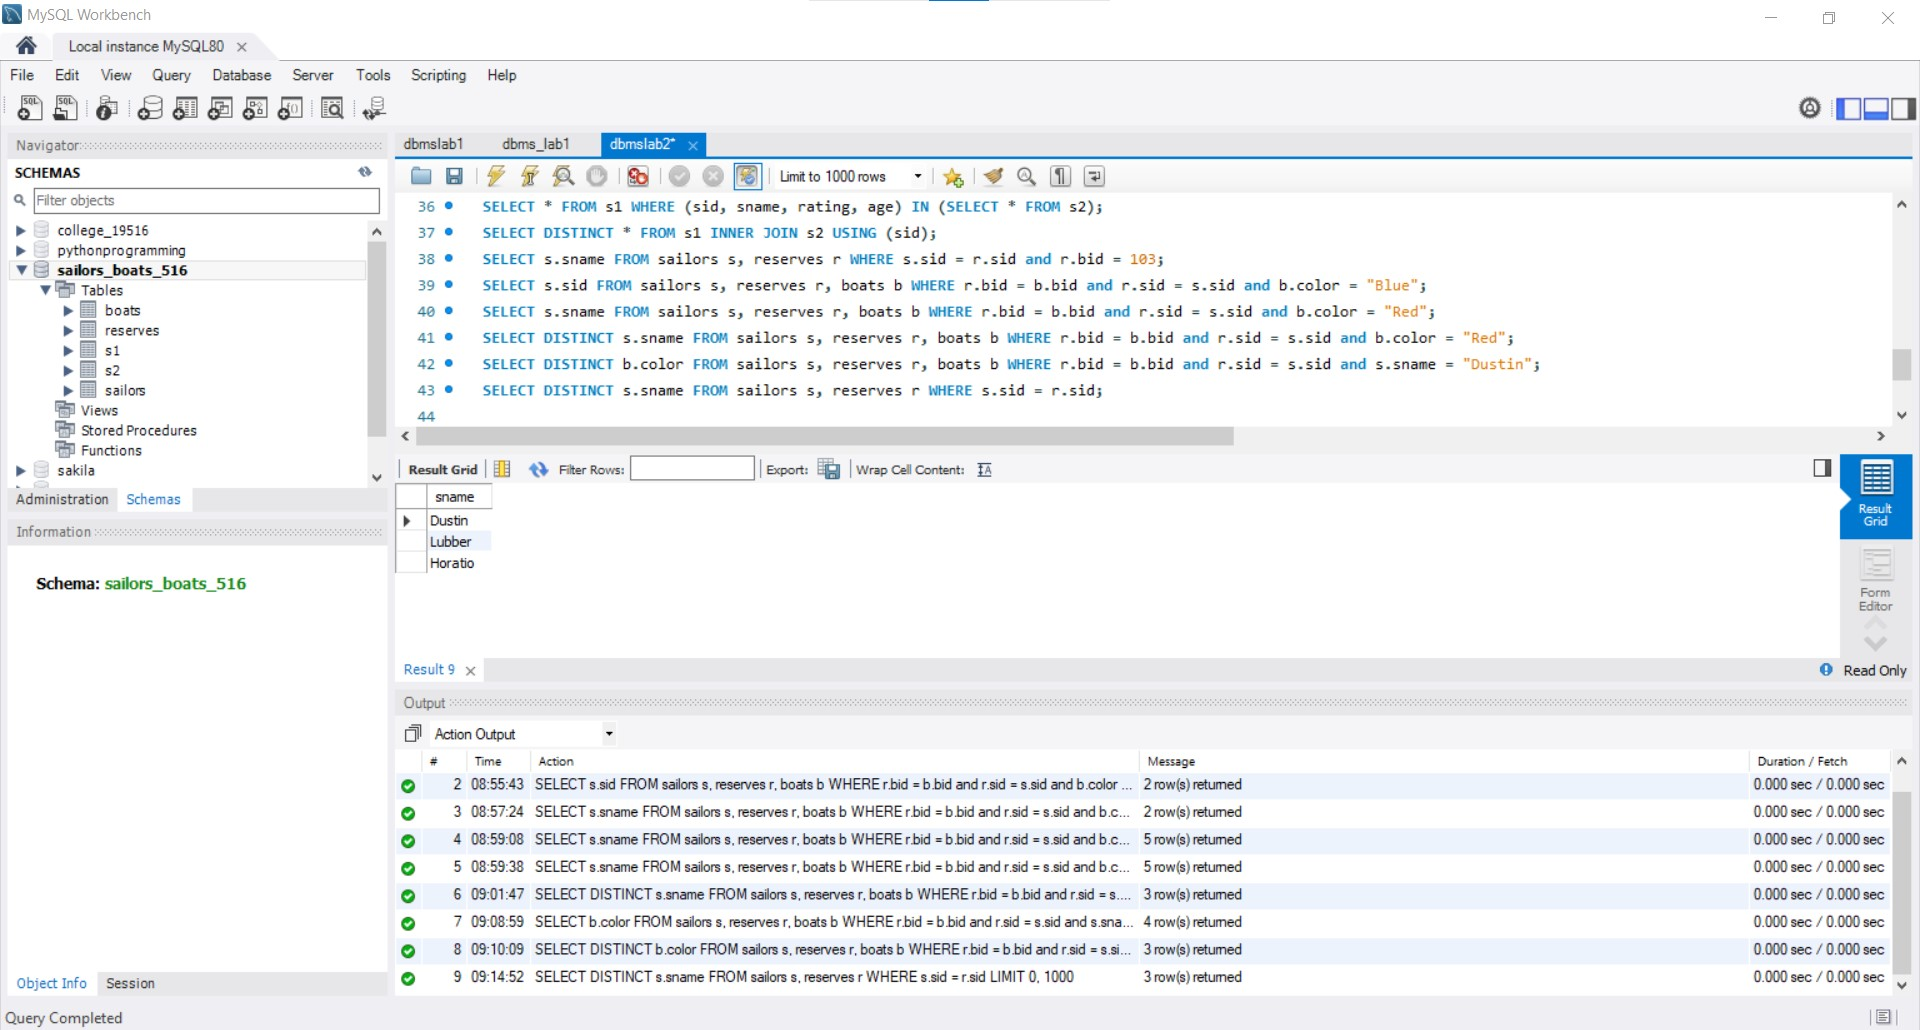 MySQL Workbench
Local instance MySQL80
File Edit View Query Database Server Tools Scripting Help
Navigator
SCHEMAS
Filter objects
college_19516
pythonprogramming
sailors_boats_516
Tables
boats
reserves
s1
s2
sailors
Views
Stored Procedures
Functions
sakila
Administration Schemas
Information
Schema: sailors_boats_516
Object Info Session
Query Completed
dbmslab1 dbms_lab1 dbmslab2*
Limit to 1000 rows
36 SELECT * FROM s1 WHERE (sid, sname, rating, age) IN (SELECT * FROM s2);
37 SELECT DISTINCT * FROM s1 INNER JOIN s2 USING (sid);
38 SELECT s.sname FROM sailors s, reserves r WHERE s.sid = r.sid and r.bid = 103;
39 SELECT s.sid FROM sailors s, reserves r, boats b WHERE r.bid = b.bid and r.sid = s.sid and b.color = "Blue";
40 SELECT s.sname FROM sailors s, reserves r, boats b WHERE r.bid = b.bid and r.sid = s.sid and b.color = "Red";
41 SELECT DISTINCT s.sname FROM sailors s, reserves r, boats b WHERE r.bid = b.bid and r.sid = s.sid and b.color = "Red";
42 SELECT DISTINCT b.color FROM sailors s, reserves r, boats b WHERE r.bid = b.bid and r.sid = s.sid and s.sname = "Dustin";
43 SELECT DISTINCT s.sname FROM sailors s, reserves r WHERE s.sid = r.sid;
44
Result Grid Filter Rows: Export: Wrap Cell Content:
sname
Dustin
Lubber
Horatio
Result Grid
Form Editor
Result 9
Read Only
Output
Action Output
# Time Action Message Duration / Fetch
2 08:55:43 SELECT s.sid FROM sailors s, reserves r, boats b WHERE r.bid = b.bid and r.sid = s.sid and b.color ... 2 row(s) returned 0.000 sec / 0.000 sec
3 08:57:24 SELECT s.sname FROM sailors s, reserves r, boats b WHERE r.bid = b.bid and r.sid = s.sid and b.c... 2 row(s) returned 0.000 sec / 0.000 sec
4 08:59:08 SELECT s.sname FROM sailors s, reserves r, boats b WHERE r.bid = b.bid and r.sid = s.sid and b.c... 5 row(s) returned 0.000 sec / 0.000 sec
5 08:59:38 SELECT s.sname FROM sailors s, reserves r, boats b WHERE r.bid = b.bid and r.sid = s.sid and b.c... 5 row(s) returned 0.000 sec / 0.000 sec
6 09:01:47 SELECT DISTINCT s.sname FROM sailors s, reserves r, boats b WHERE r.bid = b.bid and r.sid = s.... 3 row(s) returned 0.000 sec / 0.000 sec
7 09:08:59 SELECT b.color FROM sailors s, reserves r, boats b WHERE r.bid = b.bid and r.sid = s.sid and s.sna... 4 row(s) returned 0.000 sec / 0.000 sec
8 09:10:09 SELECT DISTINCT b.color FROM sailors s, reserves r, boats b WHERE r.bid = b.bid and r.sid = s.si... 3 row(s) returned 0.000 sec / 0.000 sec
9 09:14:52 SELECT DISTINCT s.sname FROM sailors s, reserves r WHERE s.sid = r.sid LIMIT 0, 1000 3 row(s) returned 0.000 sec / 0.000 sec